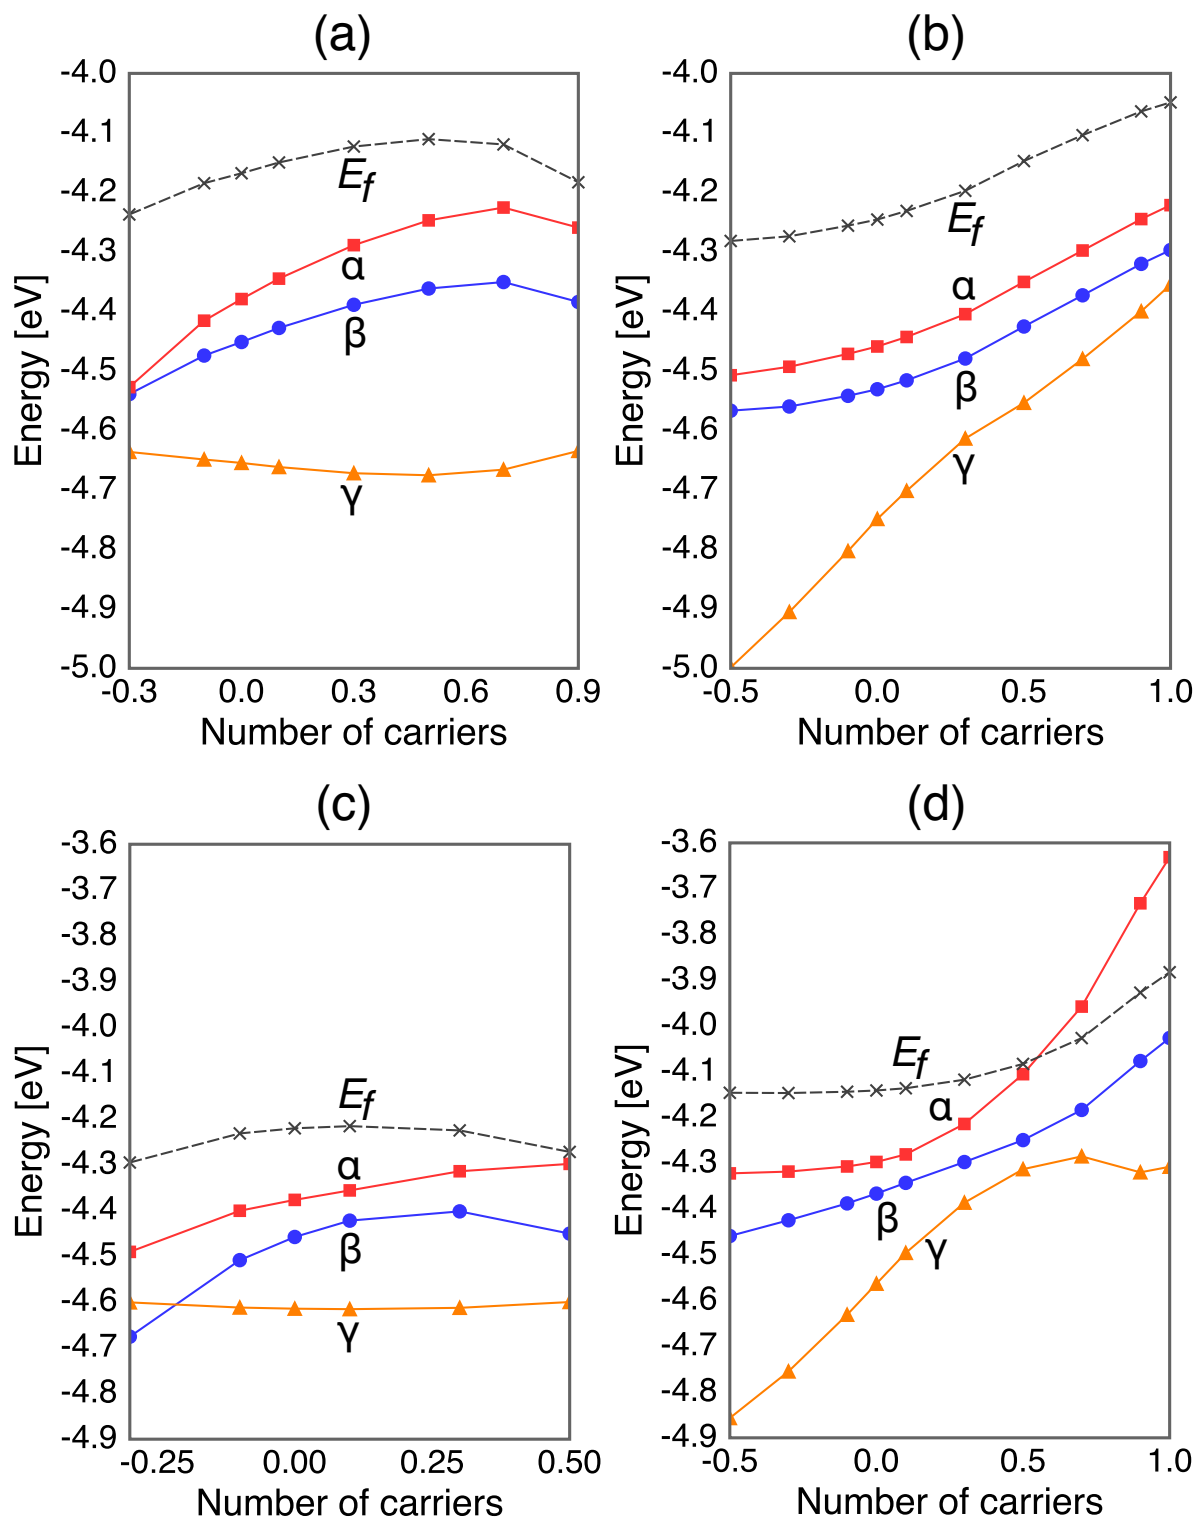 (a)
-4.0
-4.1
-4.2
-4.3
-4.4
-4.5
-4.6
-4.7
-4.8
-4.9
-5.0
Energy [eV]
Ef
α
β
γ
-0.3 0.0 0.3 0.6 0.9
Number of carriers
(b)
-4.0
-4.1
-4.2
-4.3
-4.4
-4.5
-4.6
-4.7
-4.8
-4.9
-5.0
Energy [eV]
Ef
α
β
γ
-0.5 0.0 0.5 1.0
Number of carriers
(c)
-3.6
-3.7
-3.8
-3.9
-4.0
-4.1
-4.2
-4.3
-4.4
-4.5
-4.6
-4.7
-4.8
-4.9
Energy [eV]
Ef
α
β
γ
-0.25 0.00 0.25 0.50
Number of carriers
(d)
-3.6
-3.7
-3.8
-3.9
-4.0
-4.1
-4.2
-4.3
-4.4
-4.5
-4.6
-4.7
-4.8
-4.9
Energy [eV]
Ef
α
β
γ
-0.5 0.0 0.5 1.0
Number of carriers